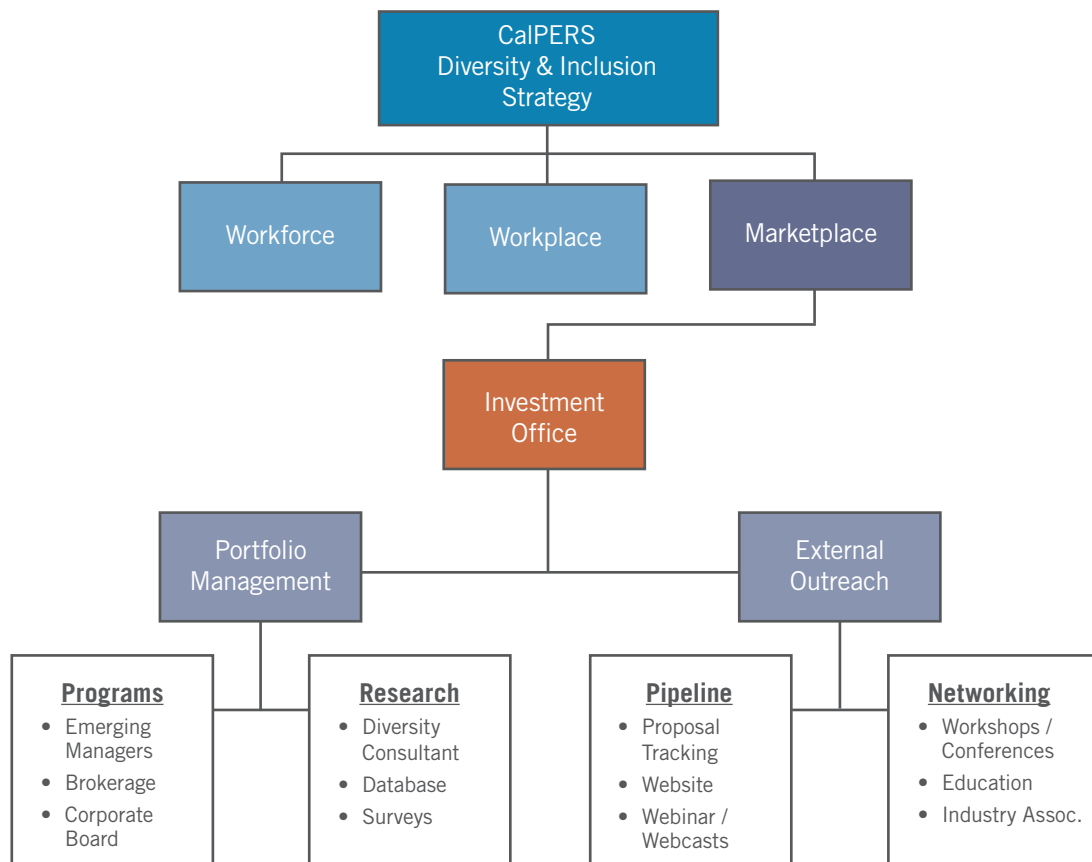 CalPERS
Diversity & Inclusion
Strategy
Workforce
Workplace
Marketplace
Investment
Office
Portfolio
Management
External
Outreach
Programs
• Emerging
Managers
• Brokerage
• Corporate
Board
Research
• Diversity
Consultant
• Database
• Surveys
Pipeline
• Proposal
Tracking
• Website
• Webinar /
Webcasts
Networking
• Workshops /
Conferences
• Education
• Industry Assoc.